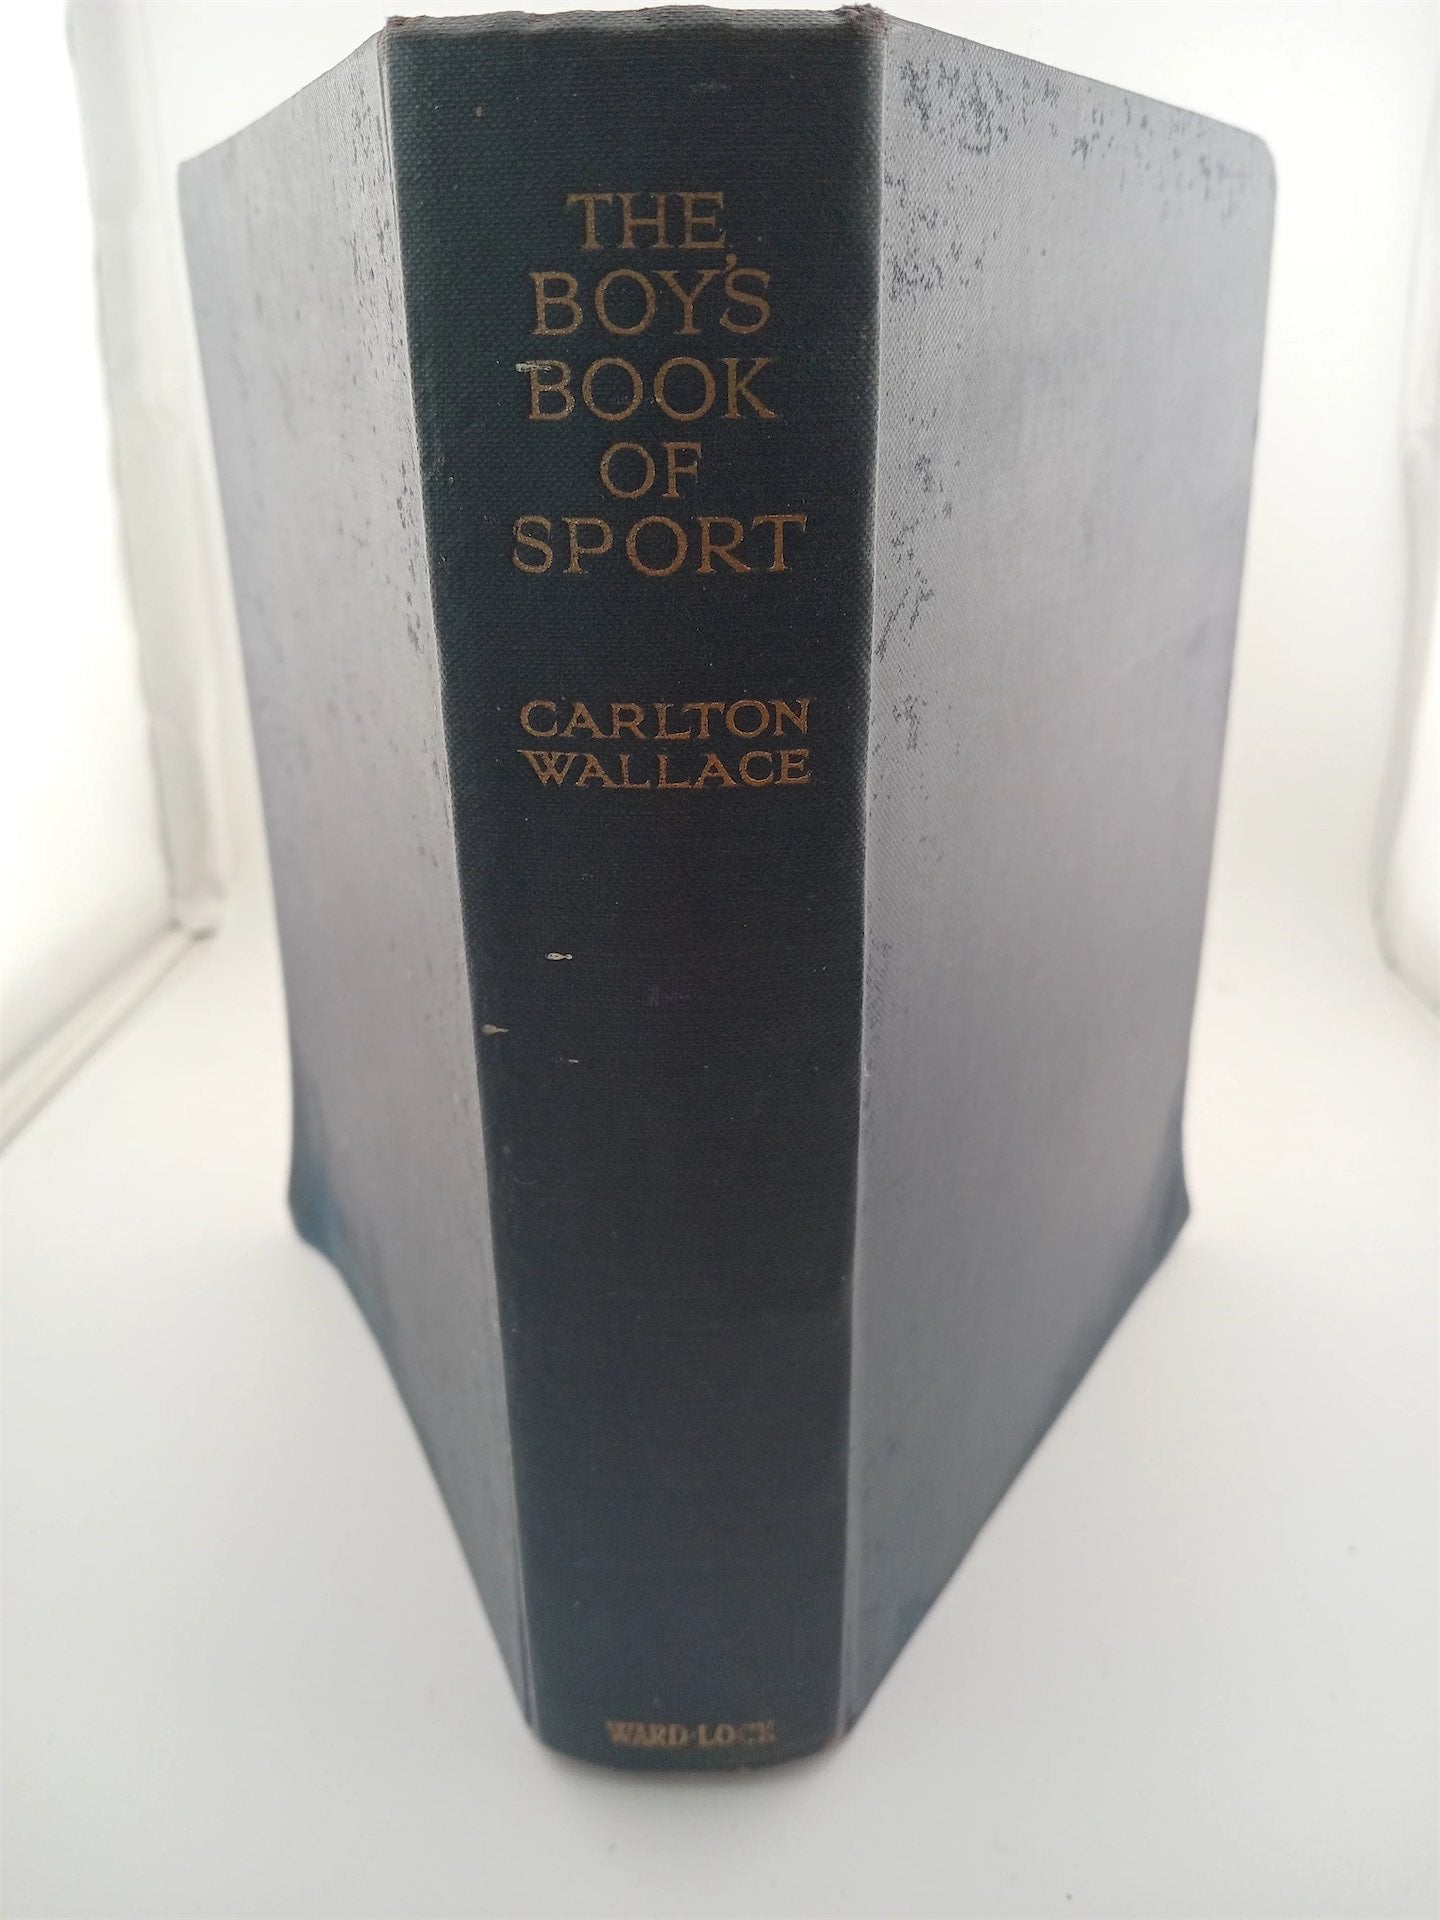 THE
BOY'S
BOOK
OF
SPORT
CARLTON
WALLACE
WARD·LOCK